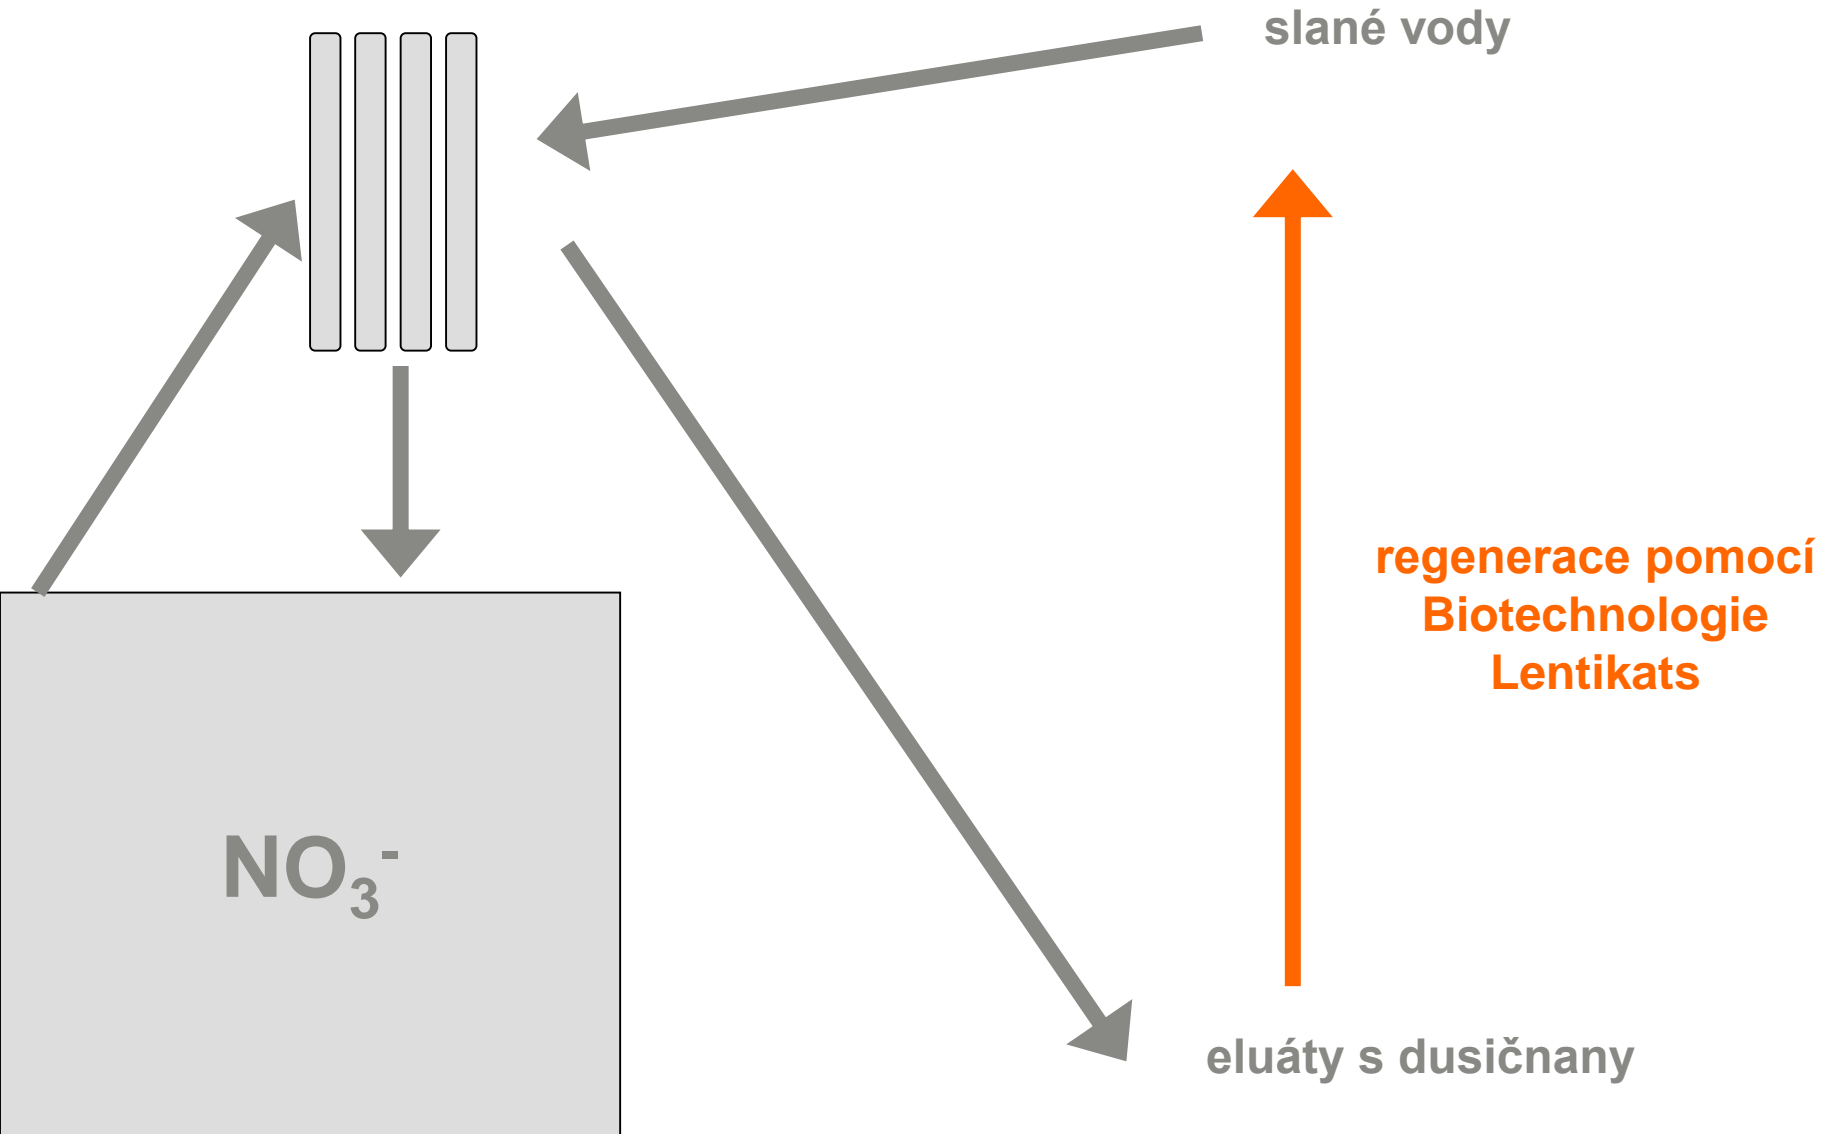 slané vody
regenerace pomocí
Biotechnologie
Lentikats
NO₃⁻
eluáty s dusičnany